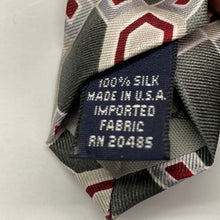 100% SILK
MADE IN U.S.A.
IMPORTED
FABRIC
RN 20485